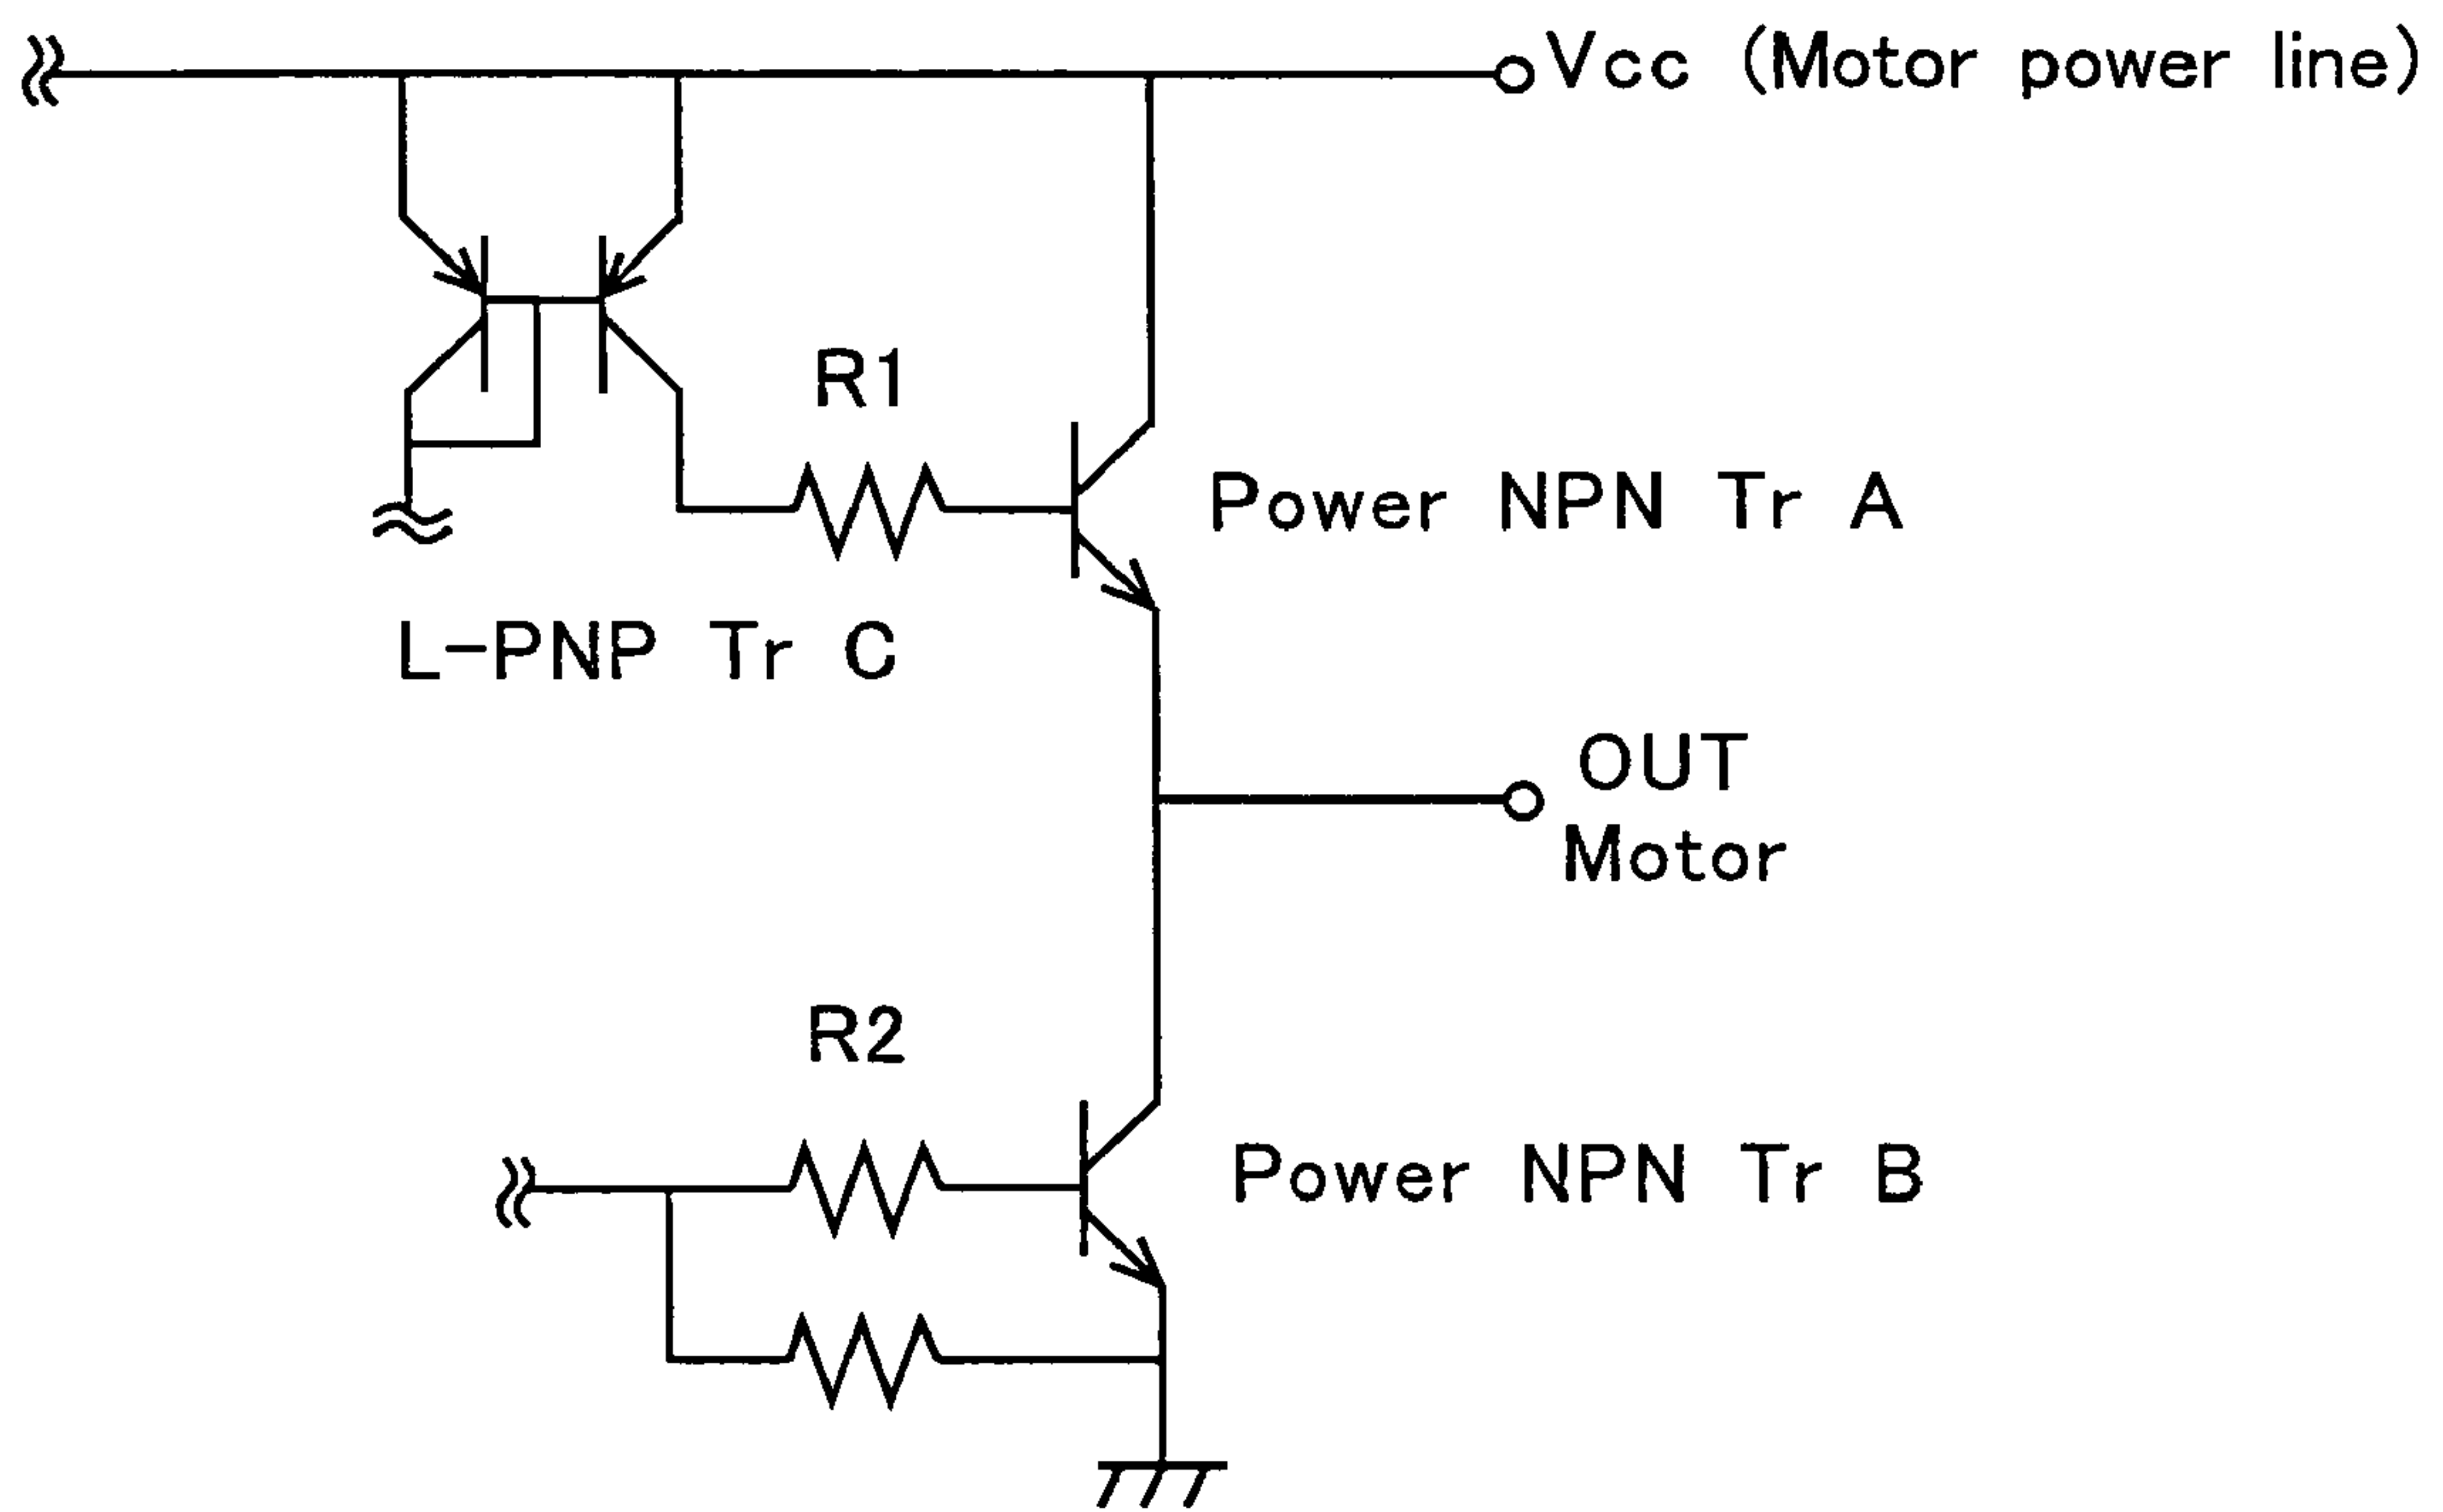 Vcc (Motor power line)
R1
Power NPN Tr A
L-PNP Tr C
OUT
Motor
R2
Power NPN Tr B